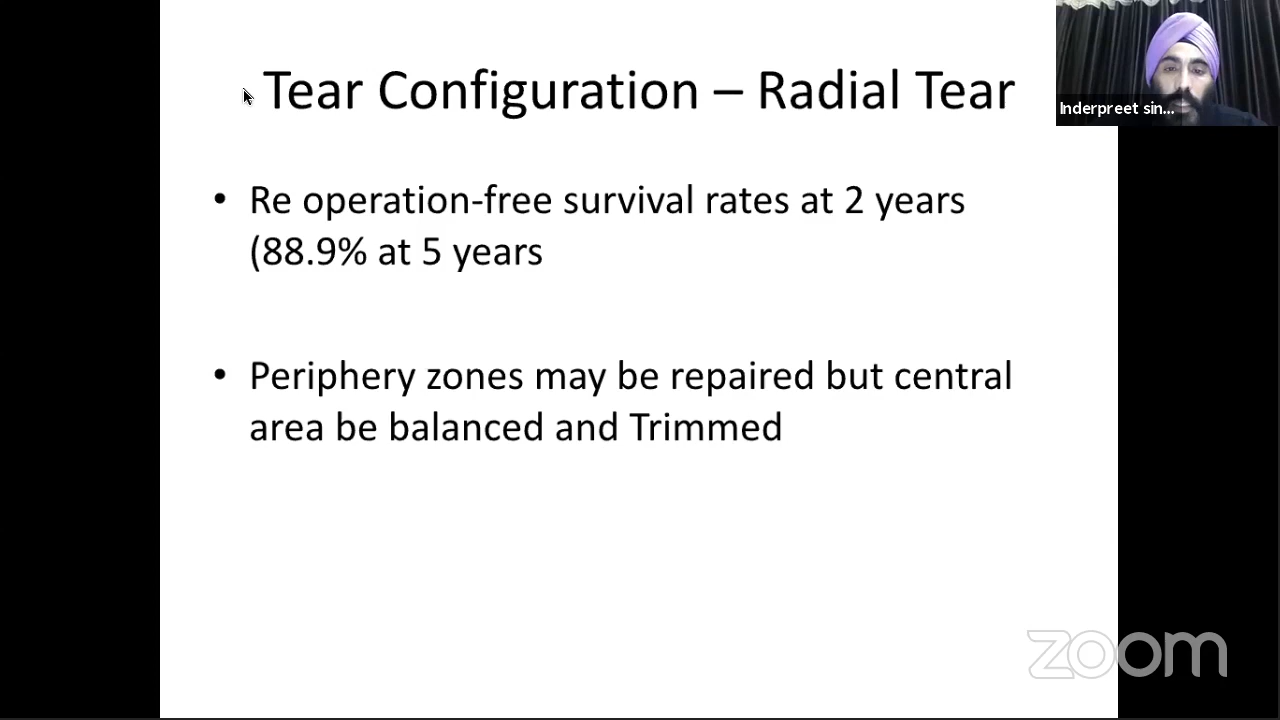 Tear Configuration – Radial Tear
Inderpreet sin...
• Re operation-free survival rates at 2 years
(88.9% at 5 years
• Periphery zones may be repaired but central
area be balanced and Trimmed
zoom